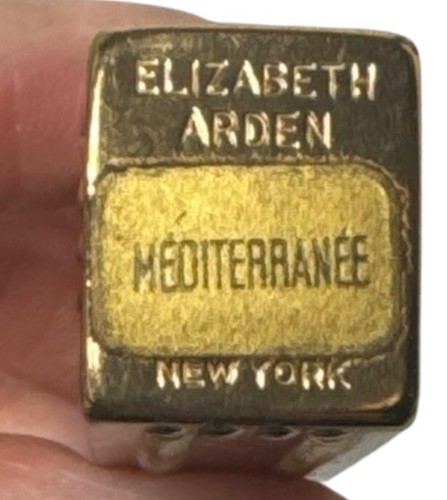 ELIZABETH
ARDEN
MÉDITERRANÉE
NEW YORK